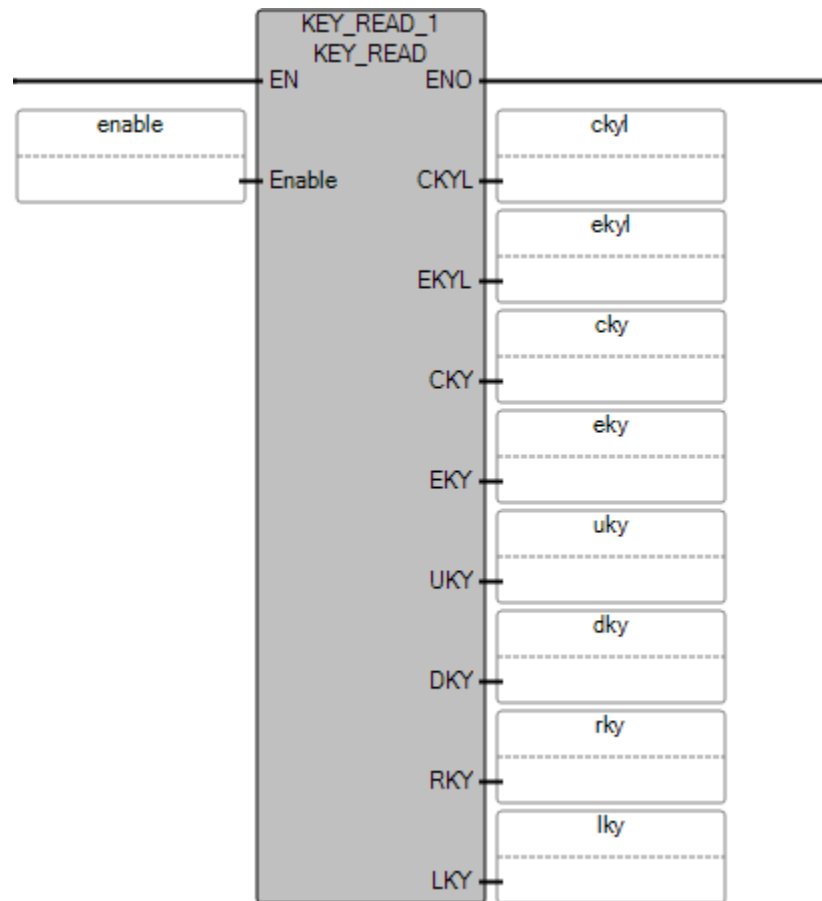 KEY_READ_1
KEY_READ
EN ENO
enable ckyl
Enable CKYL
ekyl
EKYL
cky
CKY
eky
EKY
uky
UKY
dky
DKY
rky
RKY
lky
LKY